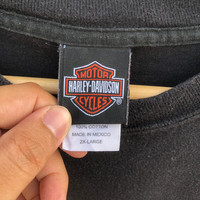 MOTOR
HARLEY-DAVIDSON
CYCLES
®
100% COTTON
MADE IN MEXICO
2X-LARGE